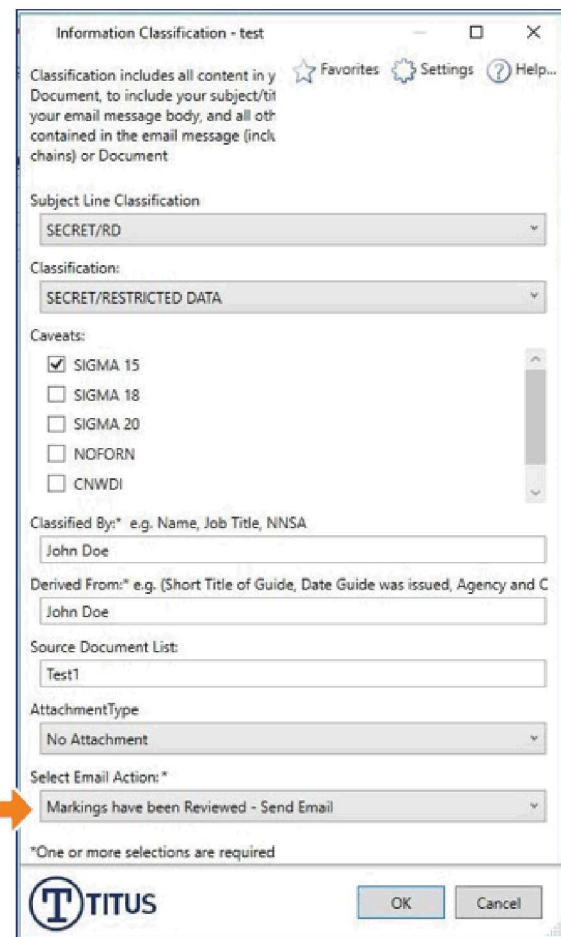 Information Classification - test
Favorites Settings Help...
Classification includes all content in y
Document, to include your subject/tit
your email message body, and all oth
contained in the email message (inclu
chains) or Document
Subject Line Classification
SECRET/RD
Classification:
SECRET/RESTRICTED DATA
Caveats:
SIGMA 15
SIGMA 18
SIGMA 20
NOFORN
CNWDI
Classified By:* e.g. Name, Job Title, NNSA
John Doe
Derived From:* e.g. (Short Title of Guide, Date Guide was issued, Agency and C
John Doe
Source Document List:
Test1
AttachmentType
No Attachment
Select Email Action:*
Markings have been Reviewed - Send Email
*One or more selections are required
T TITUS OK Cancel